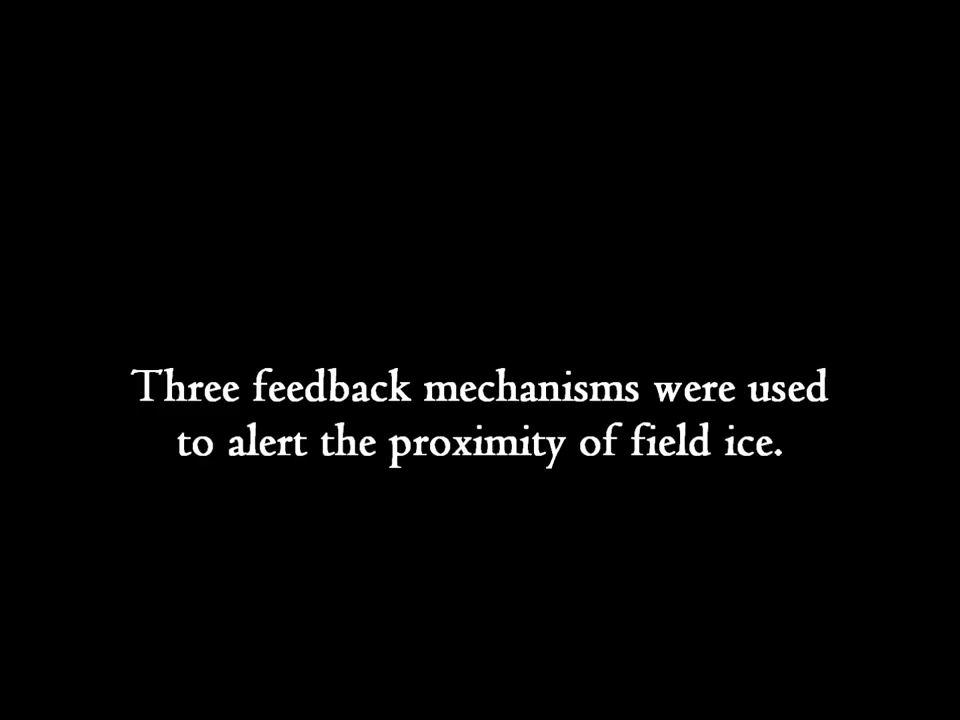 Three feedback mechanisms were used
to alert the proximity of field ice.